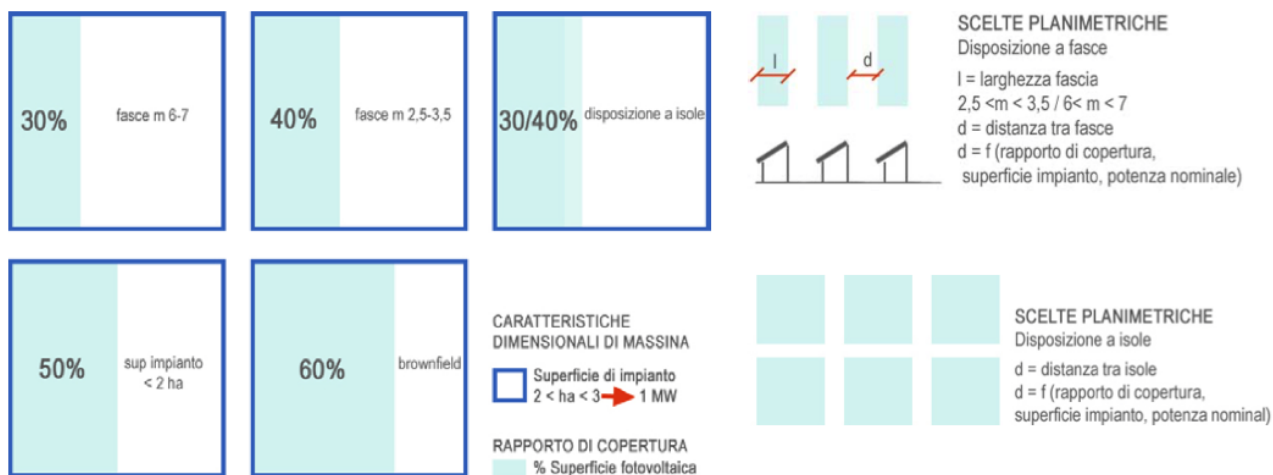 30%
fasce m 6-7
40%
fasce m 2,5-3,5
30/40%
disposizione a isole
l
d
SCELTE PLANIMETRICHE
Disposizione a fasce
l = larghezza fascia
2,5 <m < 3,5 / 6< m < 7
d = distanza tra fasce
d = f (rapporto di copertura,
superficie impianto, potenza nominale)
50%
sup impianto
< 2 ha
60%
brownfield
CARATTERISTICHE
DIMENSIONALI DI MASSINA
Superficie di impianto
2 < ha < 3 1 MW
RAPPORTO DI COPERTURA
% Superficie fotovoltaica
SCELTE PLANIMETRICHE
Disposizione a isole
d = distanza tra isole
d = f (rapporto di copertura,
superficie impianto, potenza nominal)